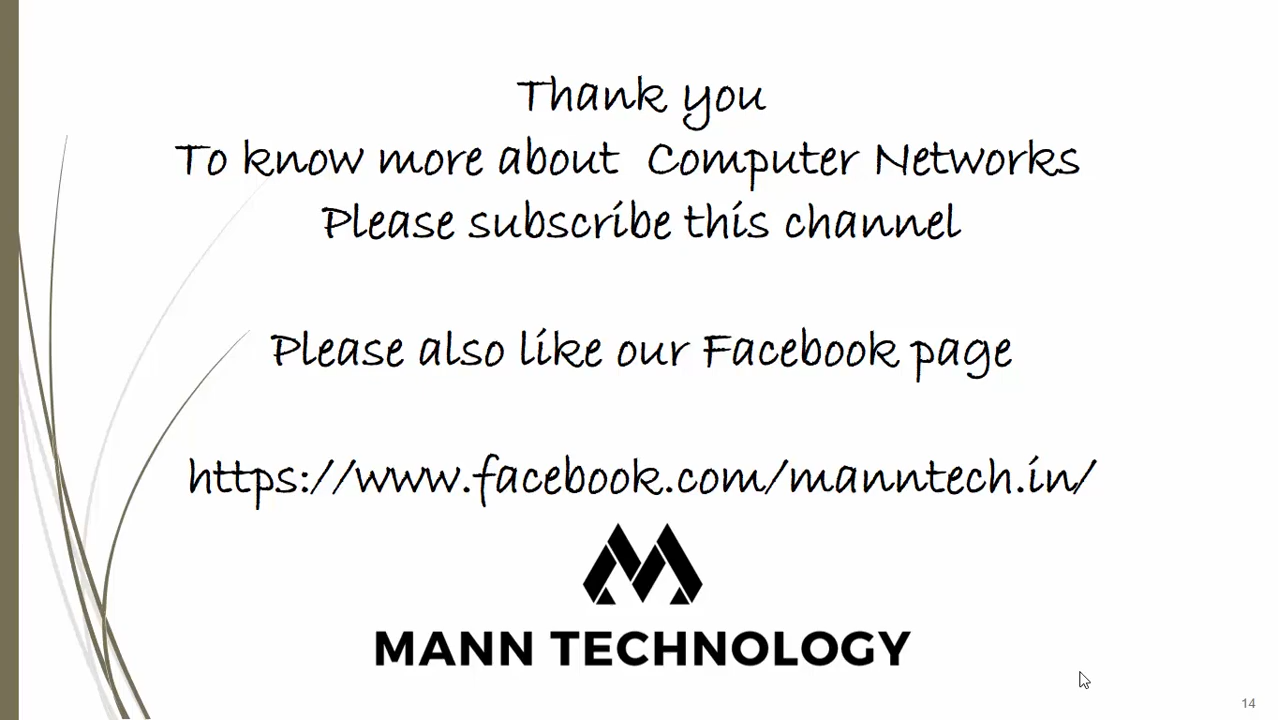 Thank you
To know more about Computer Networks
Please subscribe this channel
Please also like our Facebook page
https://www.facebook.com/manntech.in/
MANN TECHNOLOGY
14